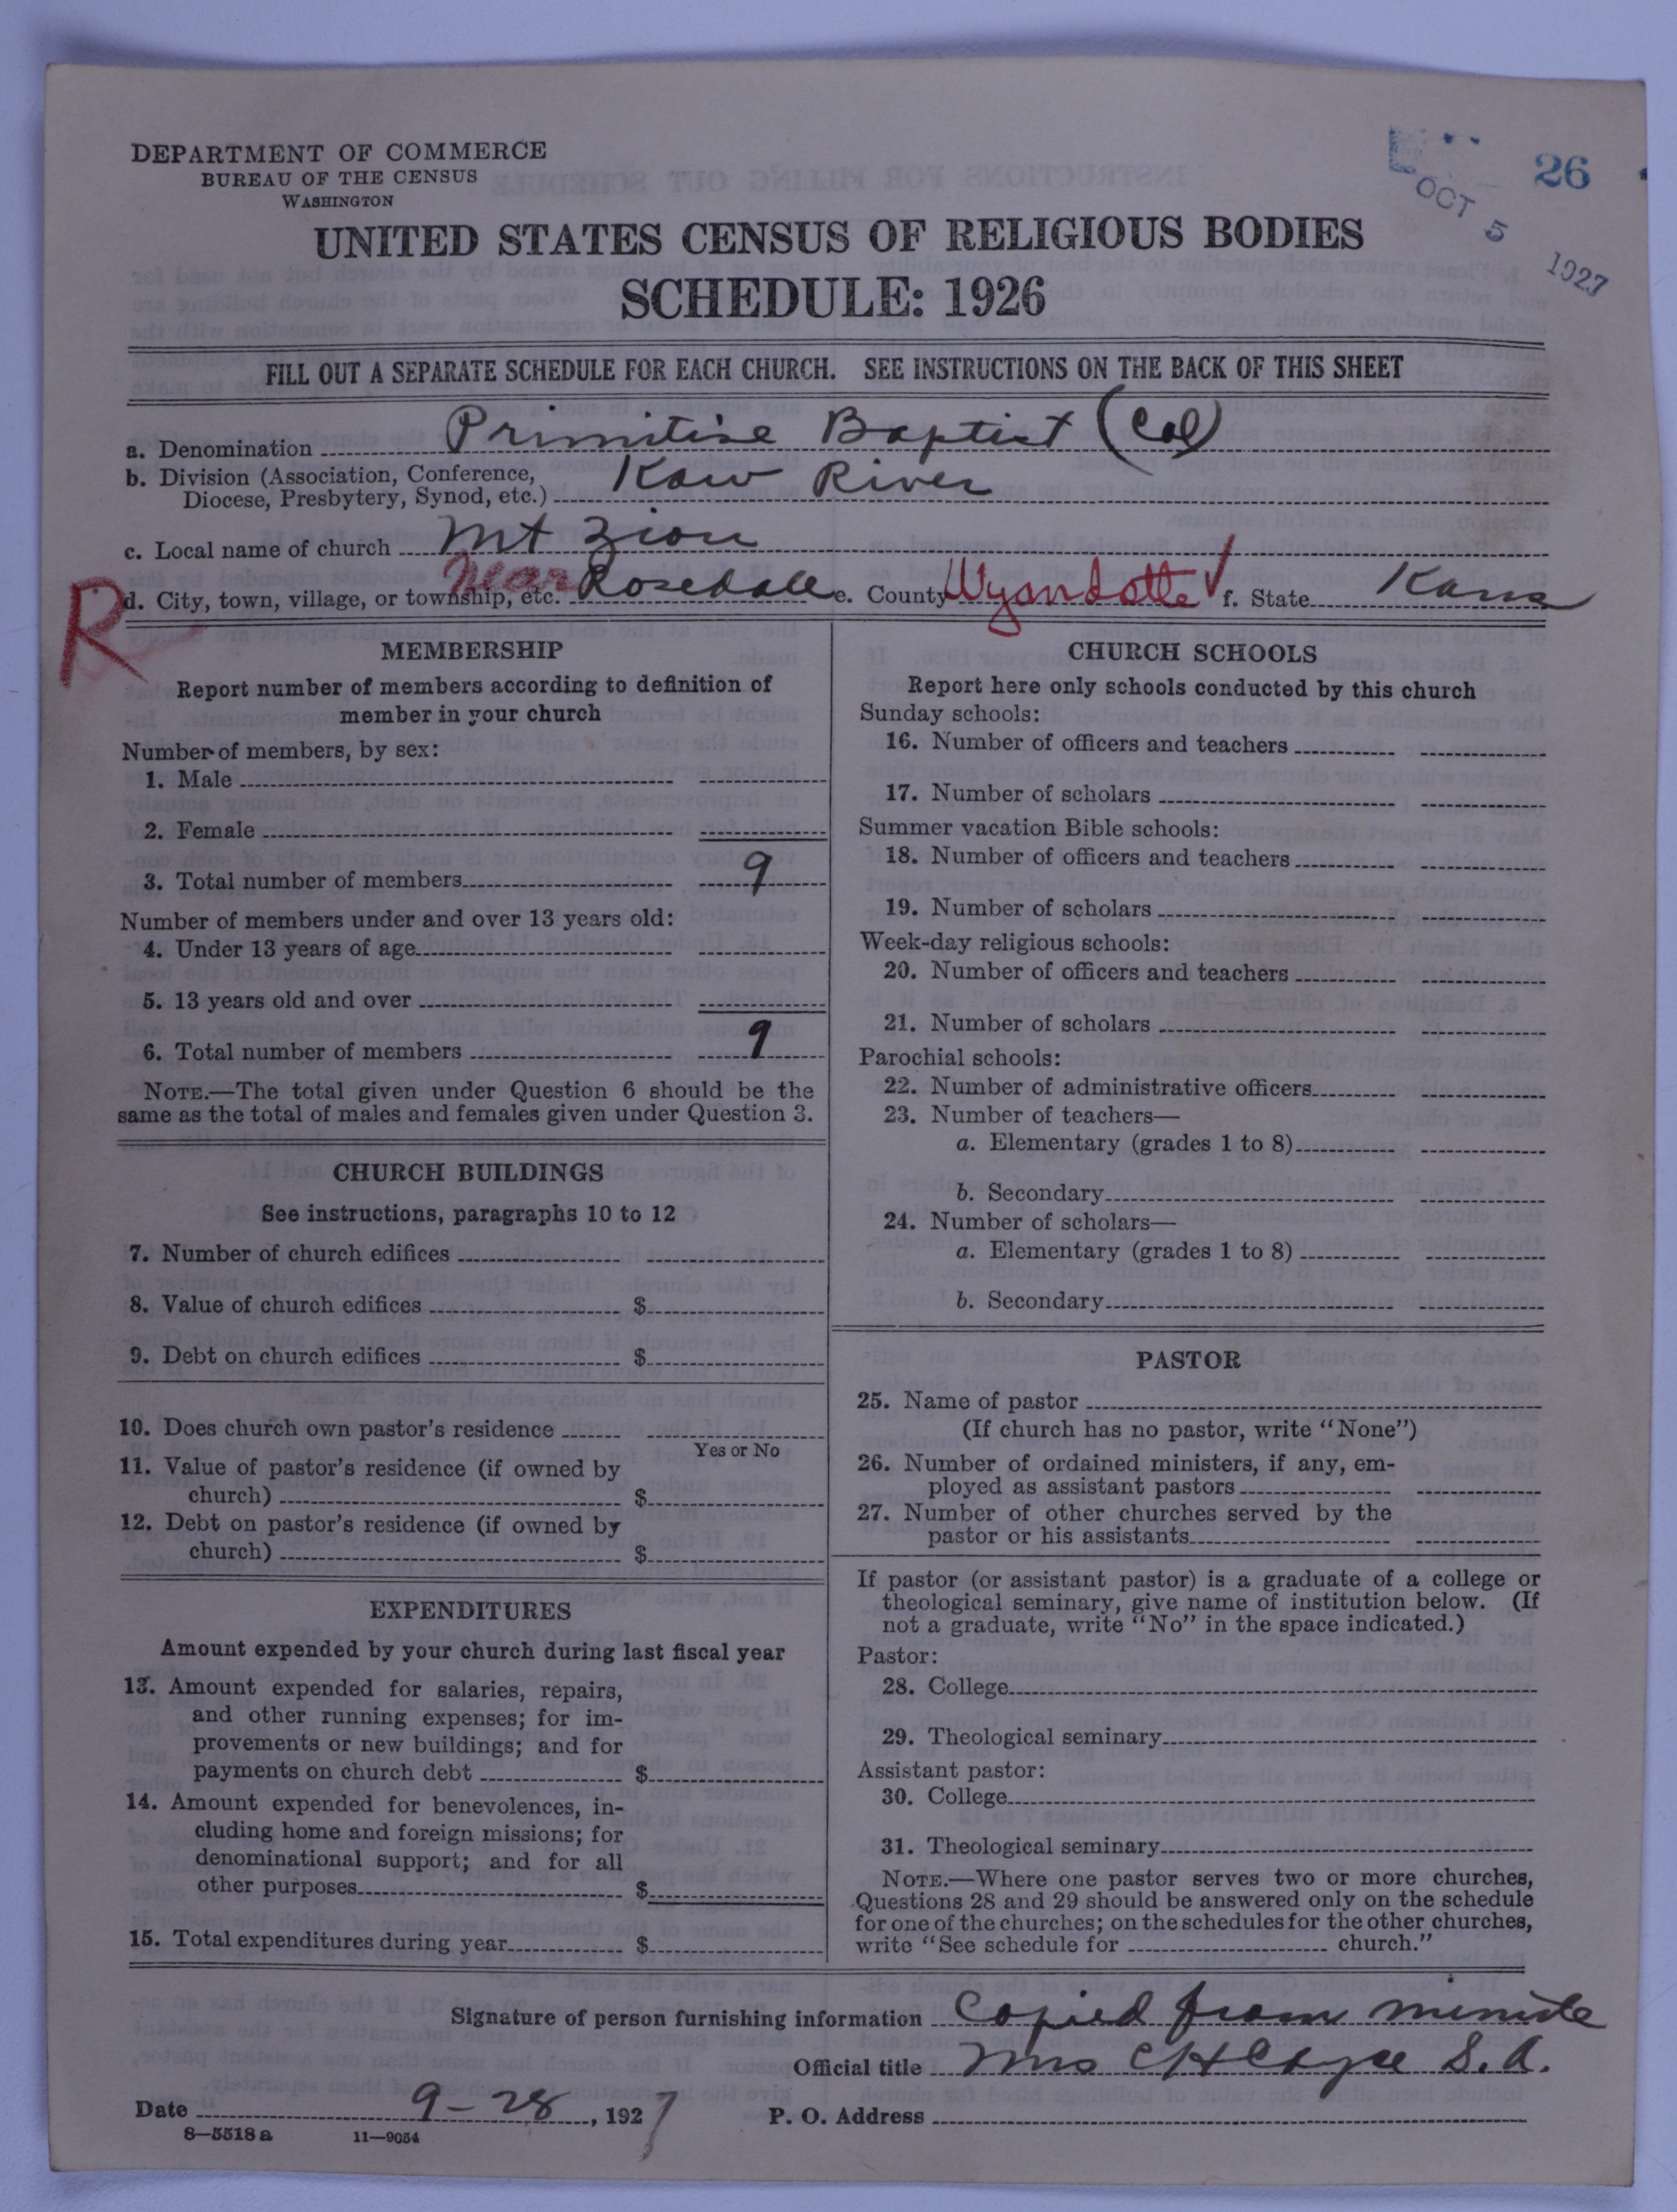 DEPARTMENT OF COMMERCE
BUREAU OF THE CENSUS
WASHINGTON
26
OCT 5 1927
UNITED STATES CENSUS OF RELIGIOUS BODIES
SCHEDULE: 1926
FILL OUT A SEPARATE SCHEDULE FOR EACH CHURCH. SEE INSTRUCTIONS ON THE BACK OF THIS SHEET
a. Denomination Primitive Baptist (Col)
b. Division (Association, Conference,
Diocese, Presbytery, Synod, etc.) Kaw River
c. Local name of church Mt Zion
R
d. City, town, village, or township, etc. Near Rosedale e. County Wyandotte ✓ f. State Kans
MEMBERSHIP
Report number of members according to definition of
member in your church
Number of members, by sex:
1. Male
2. Female
3. Total number of members 9
Number of members under and over 13 years old:
4. Under 13 years of age
5. 13 years old and over
6. Total number of members 9
NOTE.—The total given under Question 6 should be the
same as the total of males and females given under Question 3.
CHURCH BUILDINGS
See instructions, paragraphs 10 to 12
7. Number of church edifices
8. Value of church edifices $
9. Debt on church edifices $
10. Does church own pastor's residence
Yes or No
11. Value of pastor's residence (if owned by
church) $
12. Debt on pastor's residence (if owned by
church) $
EXPENDITURES
Amount expended by your church during last fiscal year
13. Amount expended for salaries, repairs,
and other running expenses; for im-
provements or new buildings; and for
payments on church debt $
14. Amount expended for benevolences, in-
cluding home and foreign missions; for
denominational support; and for all
other purposes $
15. Total expenditures during year $
CHURCH SCHOOLS
Report here only schools conducted by this church
Sunday schools:
16. Number of officers and teachers
17. Number of scholars
Summer vacation Bible schools:
18. Number of officers and teachers
19. Number of scholars
Week-day religious schools:
20. Number of officers and teachers
21. Number of scholars
Parochial schools:
22. Number of administrative officers
23. Number of teachers—
a. Elementary (grades 1 to 8)
b. Secondary
24. Number of scholars—
a. Elementary (grades 1 to 8)
b. Secondary
PASTOR
25. Name of pastor
(If church has no pastor, write "None")
26. Number of ordained ministers, if any, em-
ployed as assistant pastors
27. Number of other churches served by the
pastor or his assistants
If pastor (or assistant pastor) is a graduate of a college or
theological seminary, give name of institution below. (If
not a graduate, write "No" in the space indicated.)
Pastor:
28. College
29. Theological seminary
Assistant pastor:
30. College
31. Theological seminary
NOTE.—Where one pastor serves two or more churches,
Questions 28 and 29 should be answered only on the schedule
for one of the churches; on the schedules for the other churches,
write "See schedule for church."
Signature of person furnishing information Copied from minute
Official title Mrs C H Cayce S. A.
Date 9-28, 1927 P. O. Address
8—5518a 11—9054